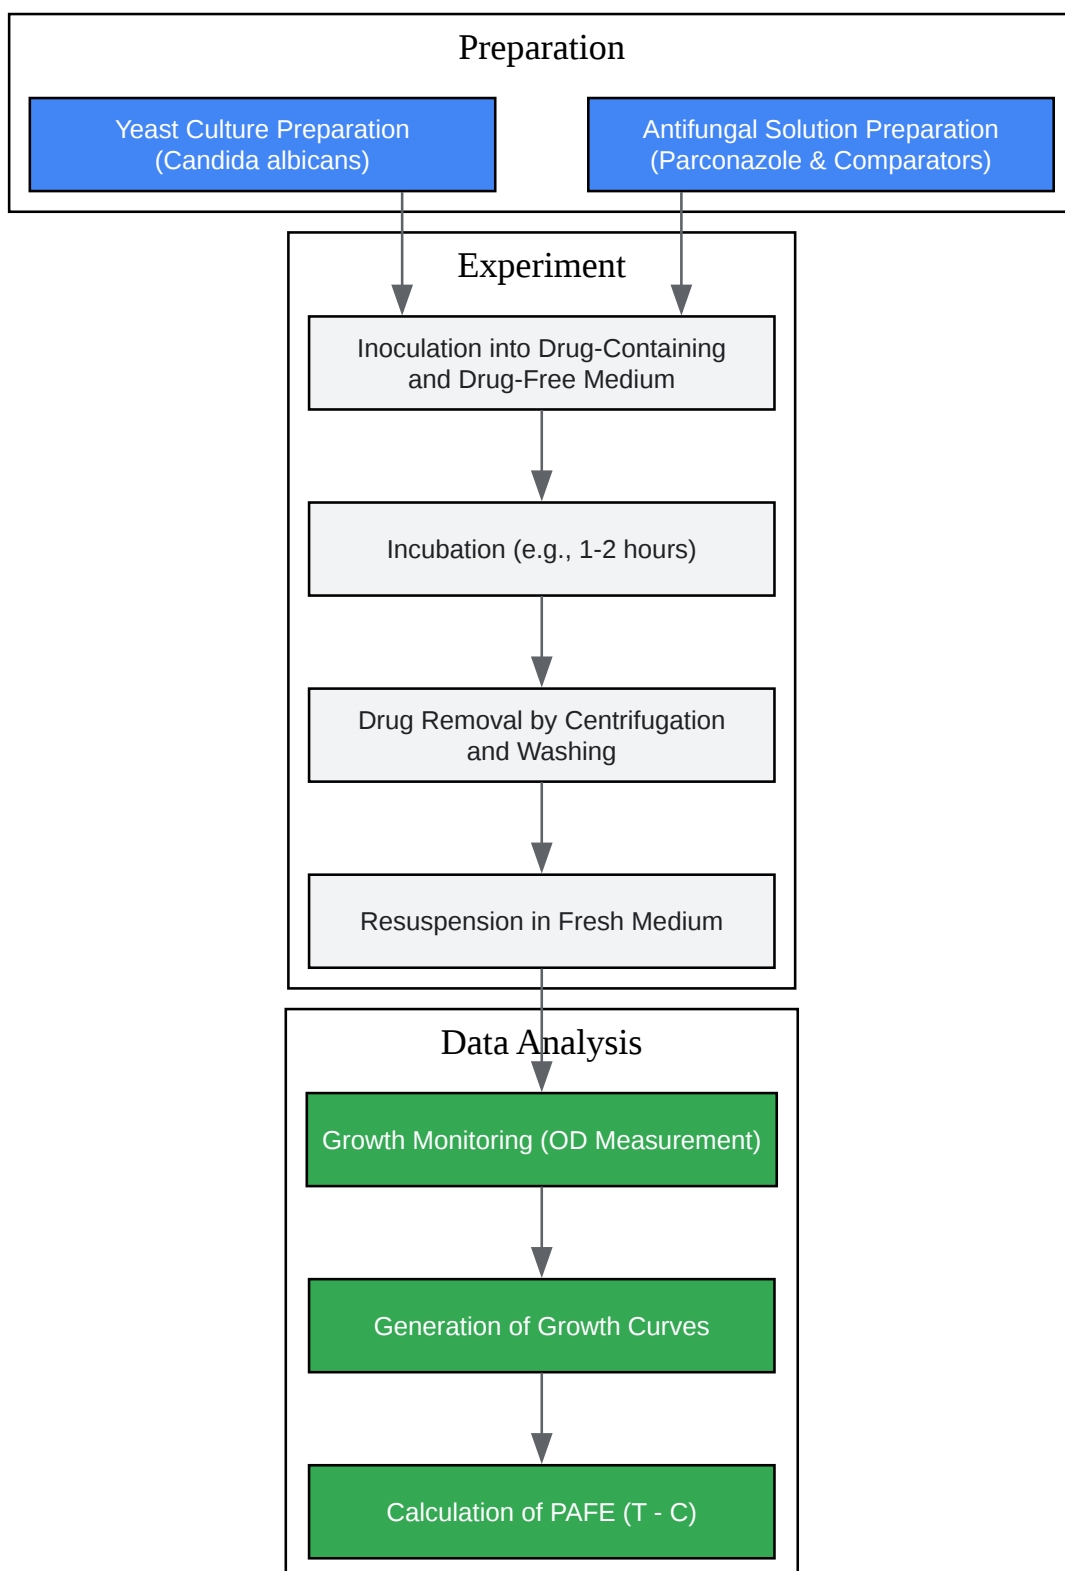 Preparation
Yeast Culture Preparation
(Candida albicans)
Antifungal Solution Preparation
(Parconazole & Comparators)
Experiment
Inoculation into Drug-Containing
and Drug-Free Medium
Incubation (e.g., 1-2 hours)
Drug Removal by Centrifugation
and Washing
Resuspension in Fresh Medium
Data Analysis
Growth Monitoring (OD Measurement)
Generation of Growth Curves
Calculation of PAFE (T - C)